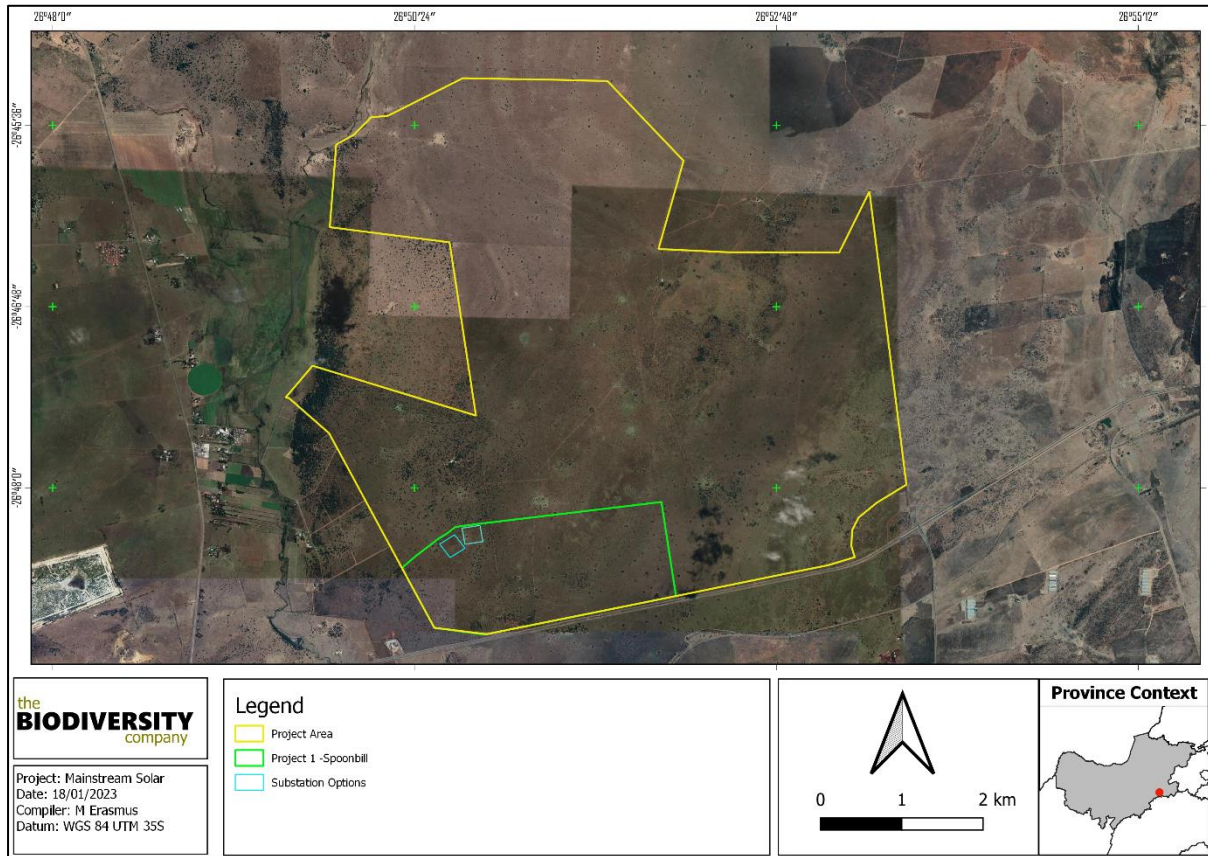 26°48'0" 26°50'24" 26°52'48" 26°55'12"
-26°45'36"
-26°46'48"
-26°48'0"
the
BIODIVERSITY
company
Project: Mainstream Solar
Date: 18/01/2023
Compiler: M Erasmus
Datum: WGS 84 UTM 35S
Legend
Project Area
Project 1 -Spoonbill
Substation Options
0 1 2 km
Province Context